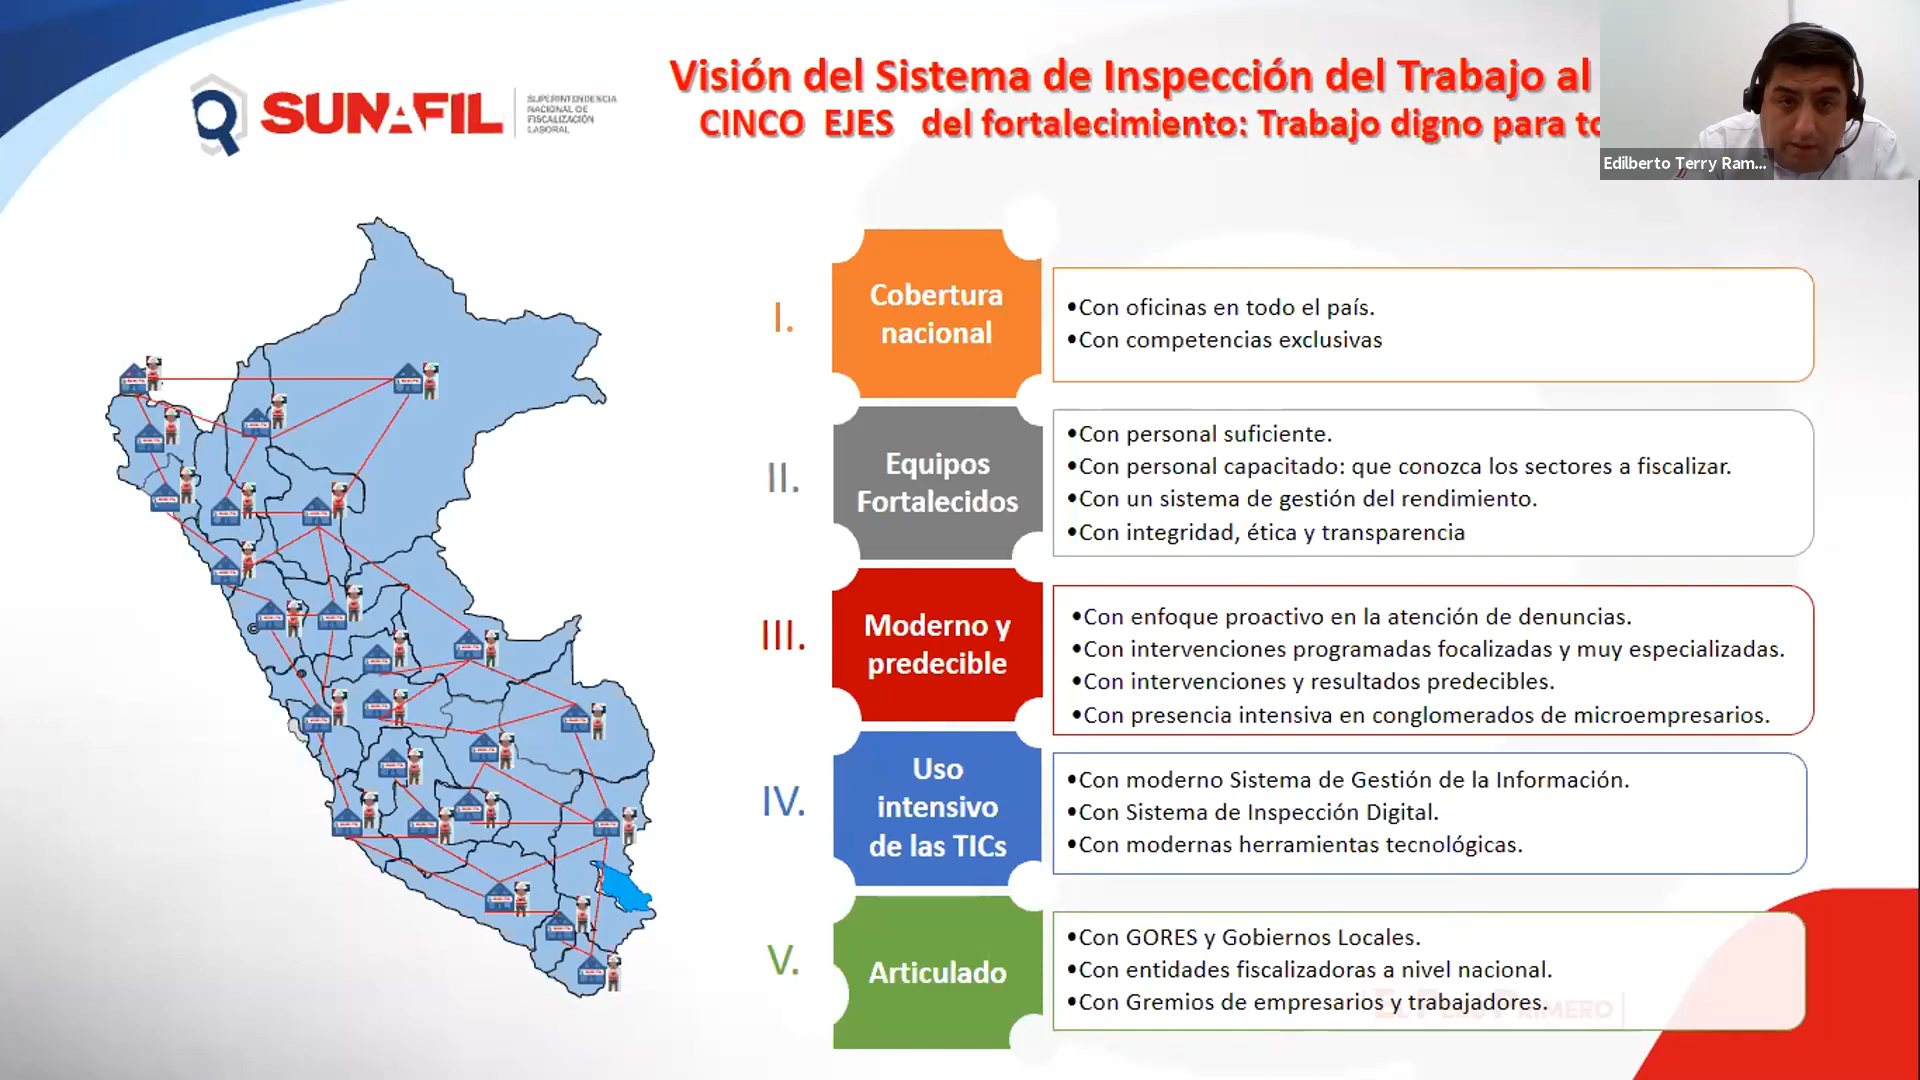 SUNAFIL
SUPERINTENDENCIA
NACIONAL DE
FISCALIZACIÓN
LABORAL
Visión del Sistema de Inspección del Trabajo al
CINCO EJES del fortalecimiento: Trabajo digno para to
Edilberto Terry Ram...
I.
Cobertura
nacional
•Con oficinas en todo el país.
•Con competencias exclusivas
II.
Equipos
Fortalecidos
•Con personal suficiente.
•Con personal capacitado: que conozca los sectores a fiscalizar.
•Con un sistema de gestión del rendimiento.
•Con integridad, ética y transparencia
III.
Moderno y
predecible
•Con enfoque proactivo en la atención de denuncias.
•Con intervenciones programadas focalizadas y muy especializadas.
•Con intervenciones y resultados predecibles.
•Con presencia intensiva en conglomerados de microempresarios.
IV.
Uso
intensivo
de las TICs
•Con moderno Sistema de Gestión de la Información.
•Con Sistema de Inspección Digital.
•Con modernas herramientas tecnológicas.
V.
Articulado
•Con GORES y Gobiernos Locales.
•Con entidades fiscalizadoras a nivel nacional.
•Con Gremios de empresarios y trabajadores.
EL PERÚ PRIMERO